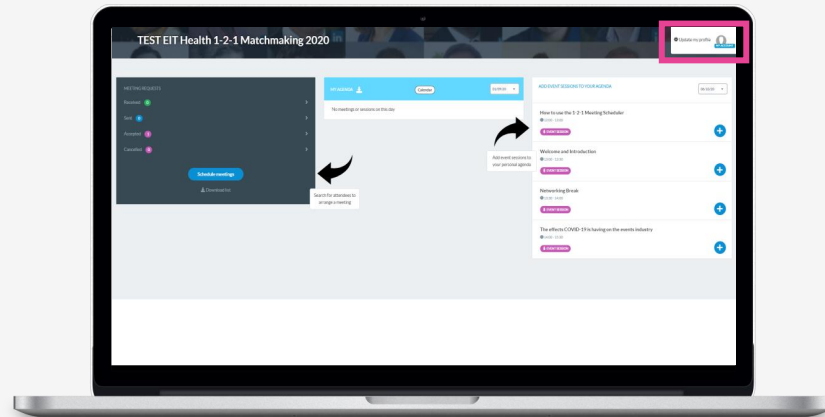 TEST EIT Health 1-2-1 Matchmaking 2020
Update my profile
MEETING REQUESTS
Received
Sent
Accepted
Cancelled
Schedule meetings
Download list
Search for attendees to
arrange a meeting
MY AGENDA
Calendar
No meetings or sessions on this day
Add event sessions to
your personal agenda
ADD EVENT SESSIONS TO YOUR AGENDA
How to use the 1-2-1 Meeting Scheduler
EVENT SESSION
Welcome and Introduction
EVENT SESSION
Networking Break
EVENT SESSION
The effects COVID-19 is having on the events industry
EVENT SESSION